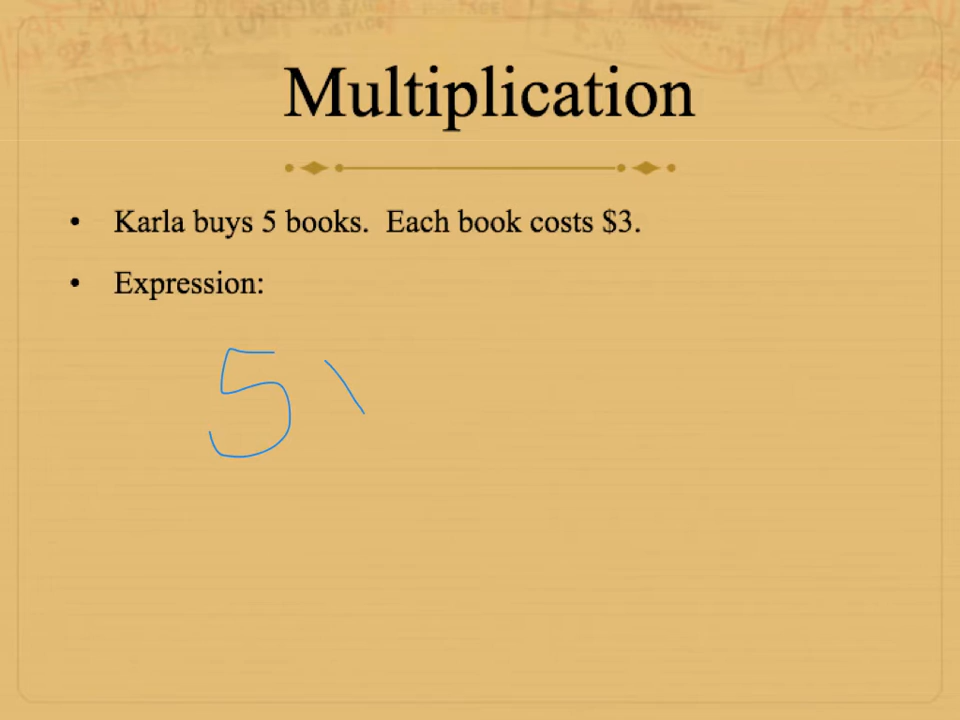 Multiplication
• Karla buys 5 books. Each book costs $3.
• Expression:
5 \